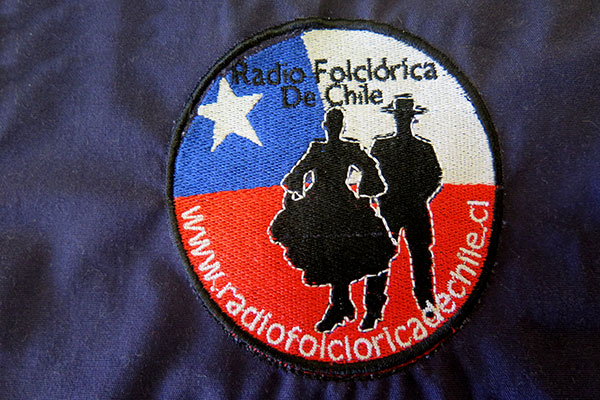 Radio Folclórica
De Chile
www.radiofolcloricadechile.cl